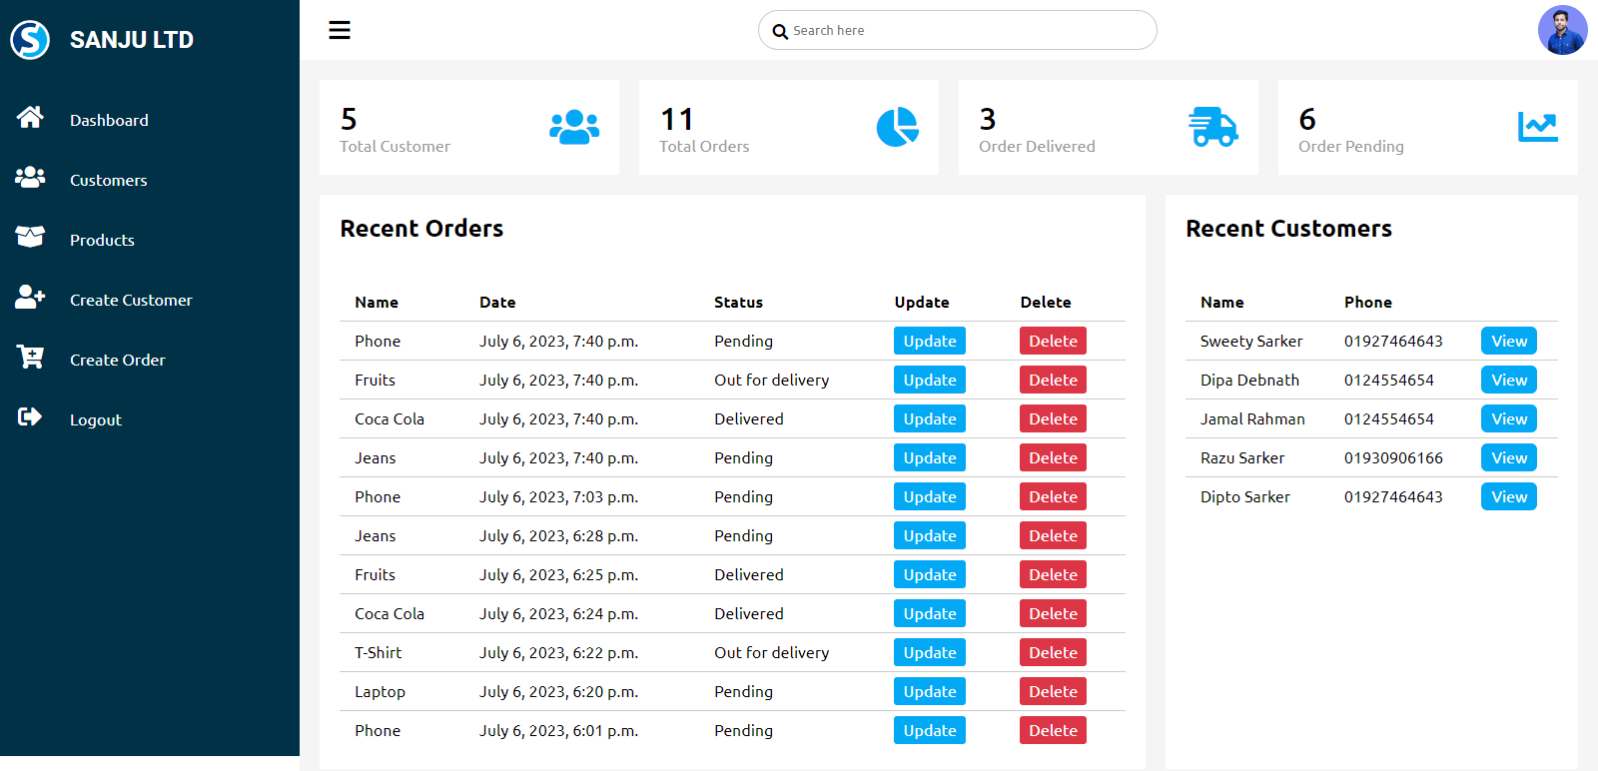 SANJU LTD
Search here
Dashboard
Customers
Products
Create Customer
Create Order
Logout
5
Total Customer
11
Total Orders
3
Order Delivered
6
Order Pending
Recent Orders
Name Date Status Update Delete
Phone July 6, 2023, 7:40 p.m. Pending Update Delete
Fruits July 6, 2023, 7:40 p.m. Out for delivery Update Delete
Coca Cola July 6, 2023, 7:40 p.m. Delivered Update Delete
Jeans July 6, 2023, 7:40 p.m. Pending Update Delete
Phone July 6, 2023, 7:03 p.m. Pending Update Delete
Jeans July 6, 2023, 6:28 p.m. Pending Update Delete
Fruits July 6, 2023, 6:25 p.m. Delivered Update Delete
Coca Cola July 6, 2023, 6:24 p.m. Delivered Update Delete
T-Shirt July 6, 2023, 6:22 p.m. Out for delivery Update Delete
Laptop July 6, 2023, 6:20 p.m. Pending Update Delete
Phone July 6, 2023, 6:01 p.m. Pending Update Delete
Recent Customers
Name Phone
Sweety Sarker 01927464643 View
Dipa Debnath 0124554654 View
Jamal Rahman 0124554654 View
Razu Sarker 01930906166 View
Dipto Sarker 01927464643 View